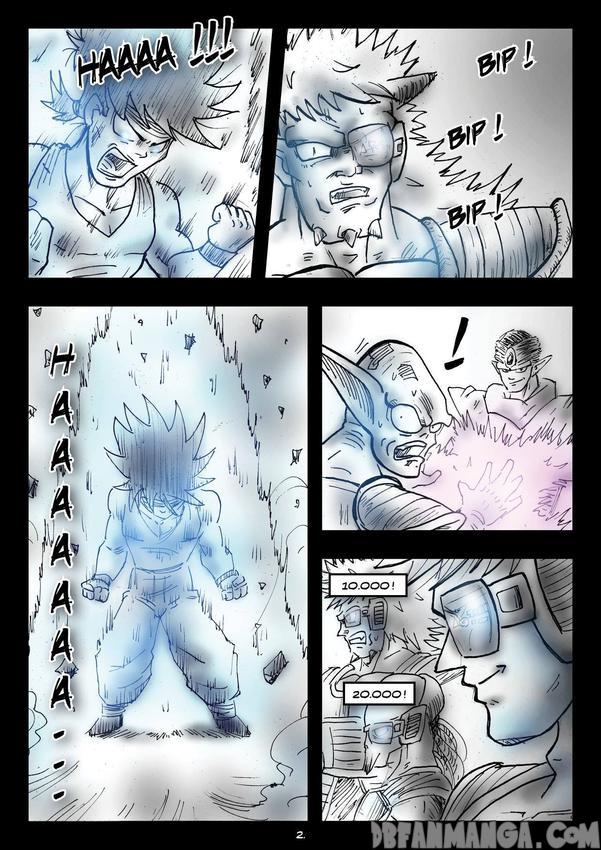 HAAAA !!!
BIP !
BIP !
BIP !
HAAAAAAAA---
!
10.000 !
20.000 !
2.
DBFANMANGA.COM